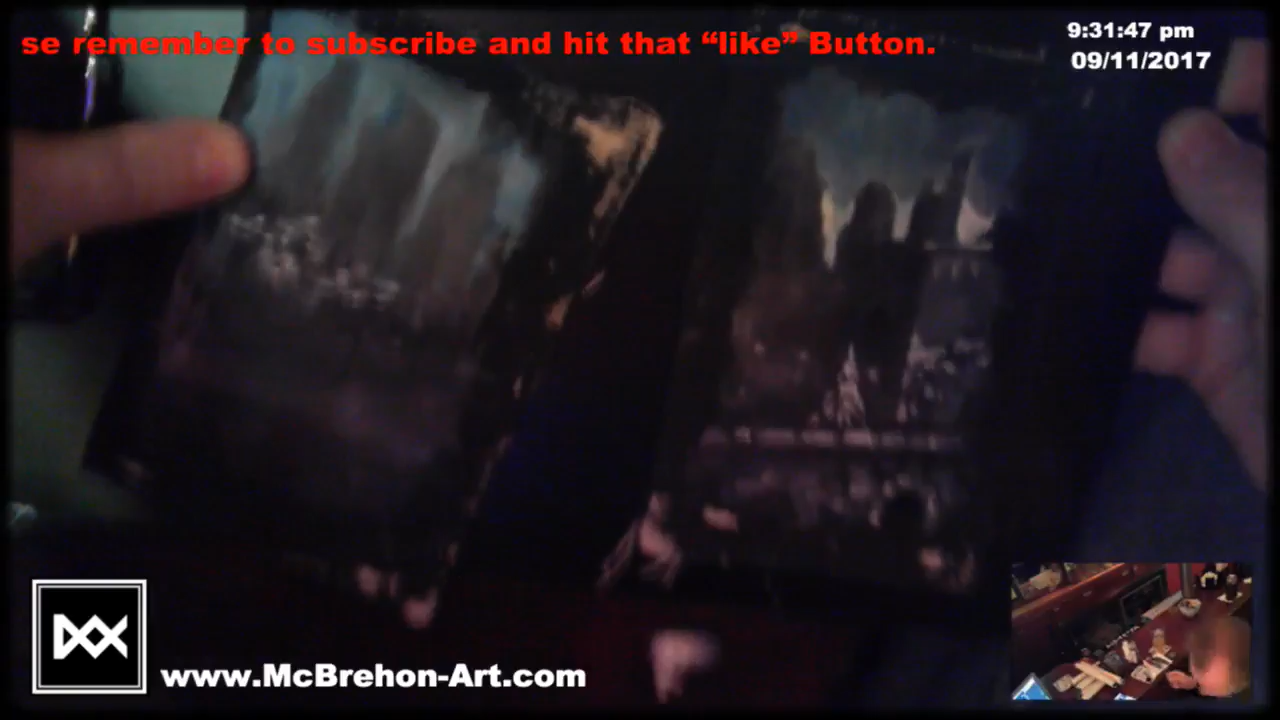 se remember to subscribe and hit that “like” Button.
9:31:47 pm
09/11/2017
www.McBrehon-Art.com